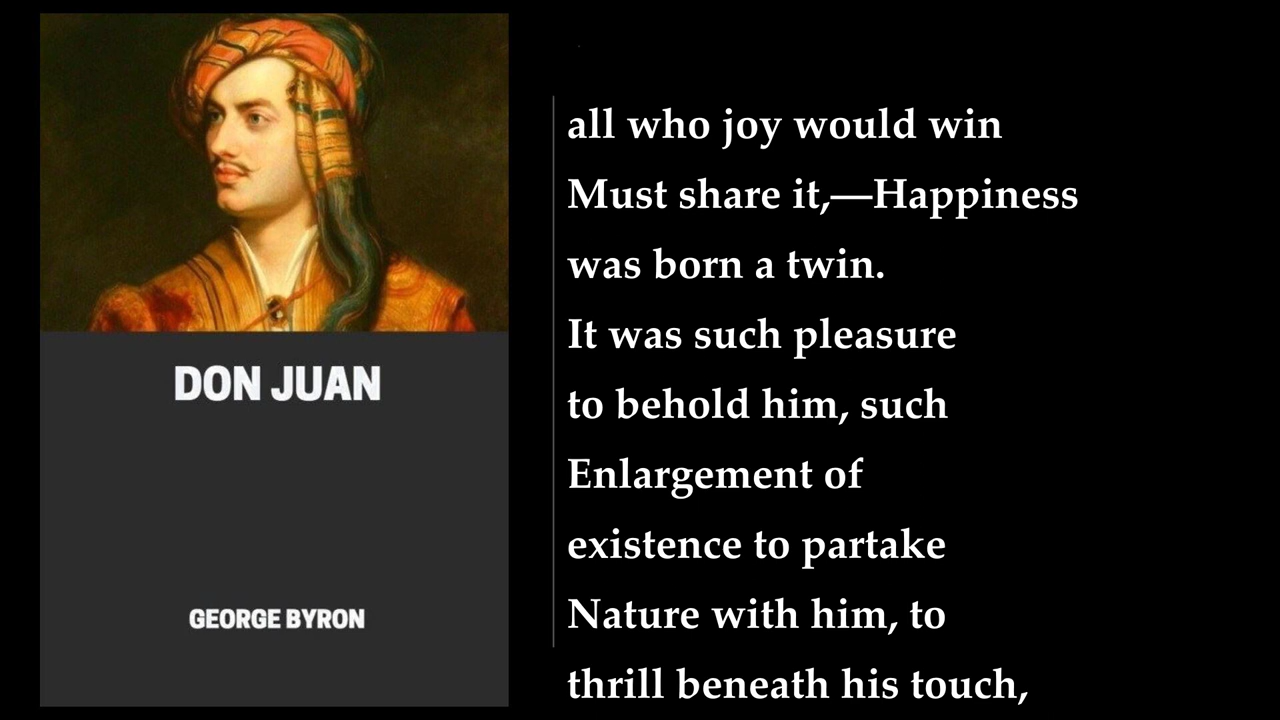 DON JUAN
GEORGE BYRON
all who joy would win
Must share it,—Happiness
was born a twin.
It was such pleasure
to behold him, such
Enlargement of
existence to partake
Nature with him, to
thrill beneath his touch,